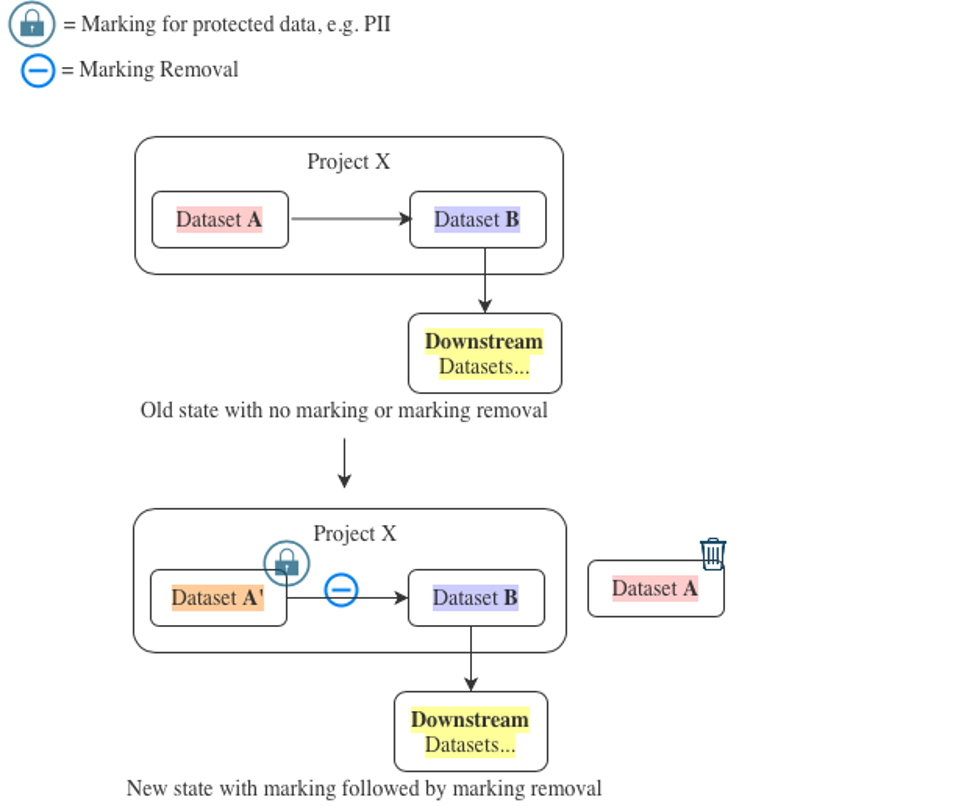 = Marking for protected data, e.g. PII
= Marking Removal
Project X
Dataset A
Dataset B
Downstream
Datasets...
Old state with no marking or marking removal
Project X
Dataset A'
Dataset B
Dataset A
Downstream
Datasets...
New state with marking followed by marking removal